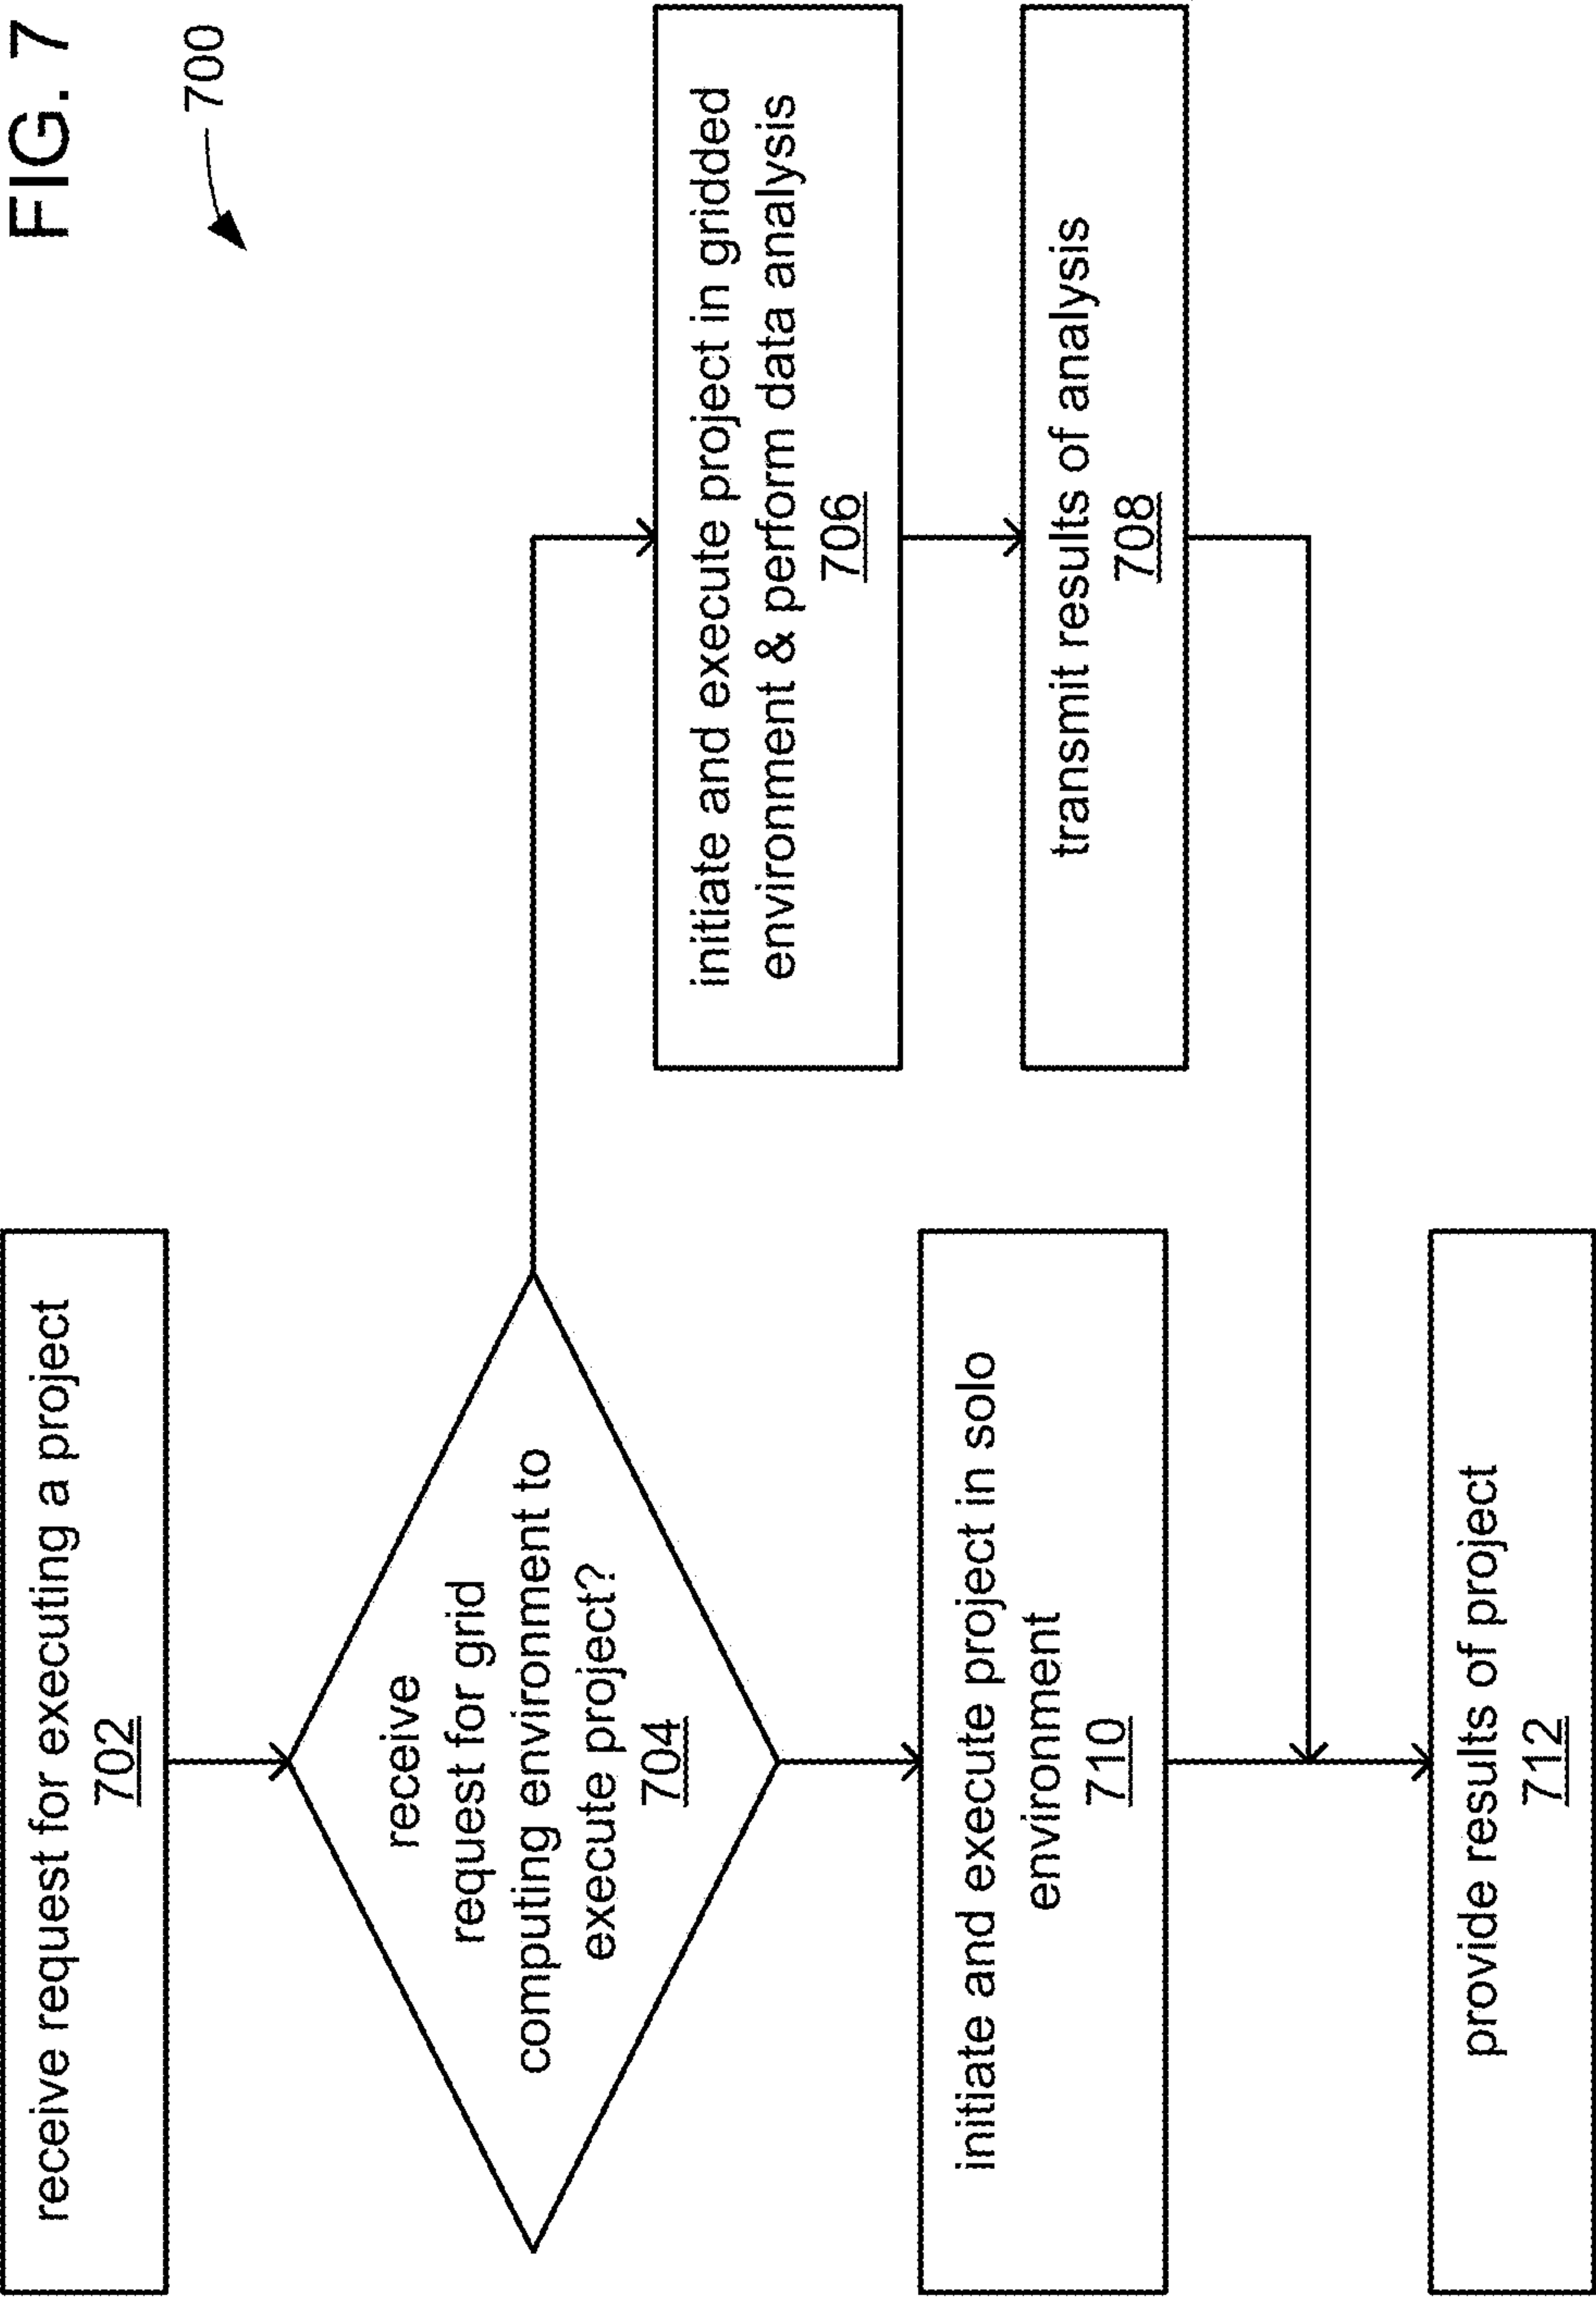 FIG. 7
700
receive request for executing a project
702
receive
request for grid
computing environment to
execute project?
704
initiate and execute project in gridded
environment & perform data analysis
706
transmit results of analysis
708
initiate and execute project in solo
environment
710
provide results of project
712